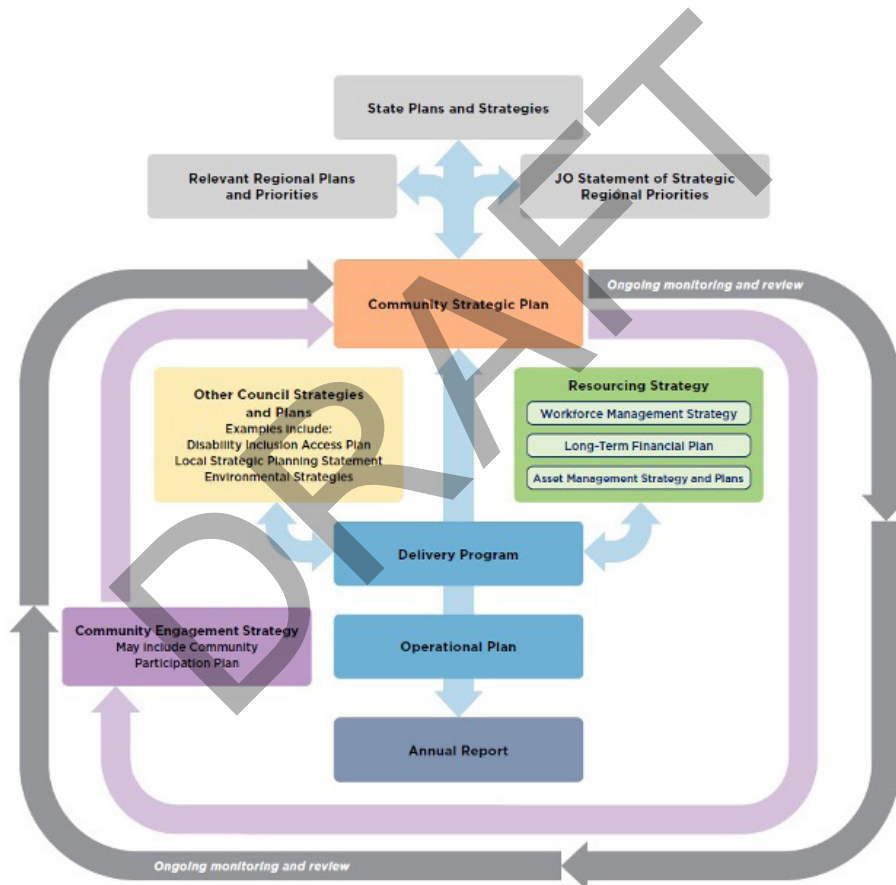 State Plans and Strategies
Relevant Regional Plans
and Priorities
JO Statement of Strategic
Regional Priorities
Community Strategic Plan
Ongoing monitoring and review
Other Council Strategies
and Plans
Examples Include:
Disability Inclusion Access Plan
Local Strategic Planning Statement
Environmental Strategies
Resourcing Strategy
Workforce Management Strategy
Long-Term Financial Plan
Asset Management Strategy and Plans
Delivery Program
Community Engagement Strategy
May Include Community
Participation Plan
Operational Plan
Annual Report
Ongoing monitoring and review
DRAFT